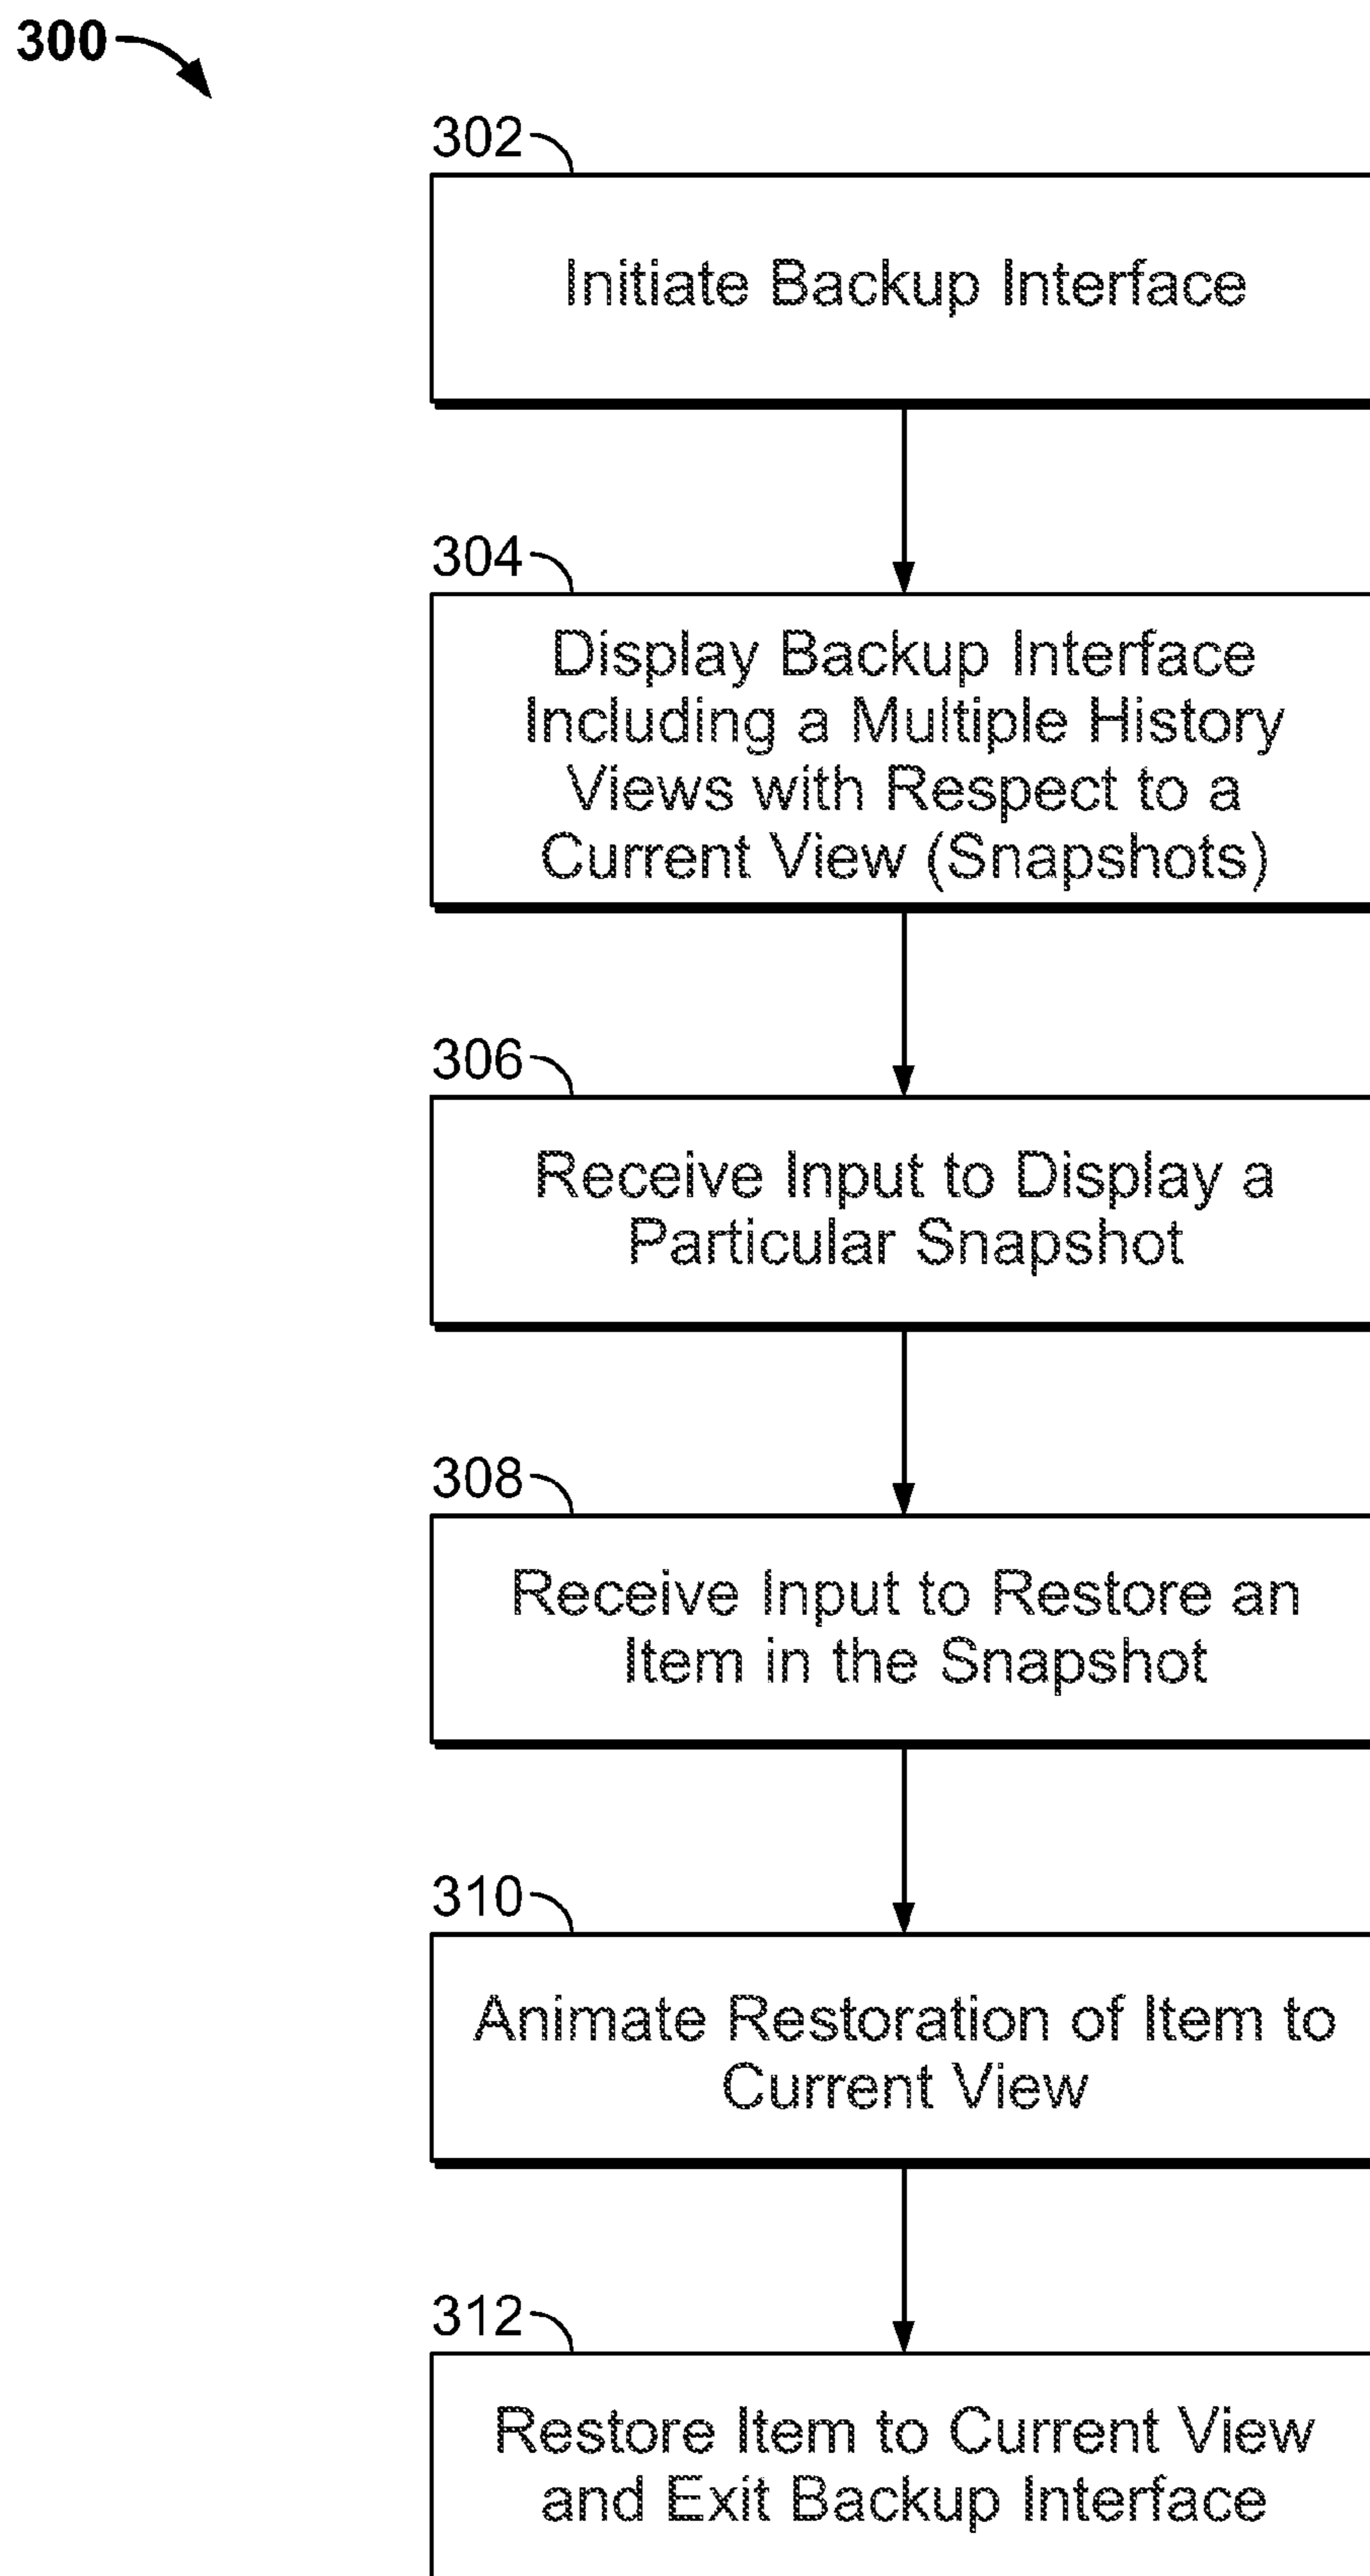 300
302
Initiate Backup Interface
304
Display Backup Interface
Including a Multiple History
Views with Respect to a
Current View (Snapshots)
306
Receive Input to Display a
Particular Snapshot
308
Receive Input to Restore an
Item in the Snapshot
310
Animate Restoration of Item to
Current View
312
Restore Item to Current View
and Exit Backup Interface